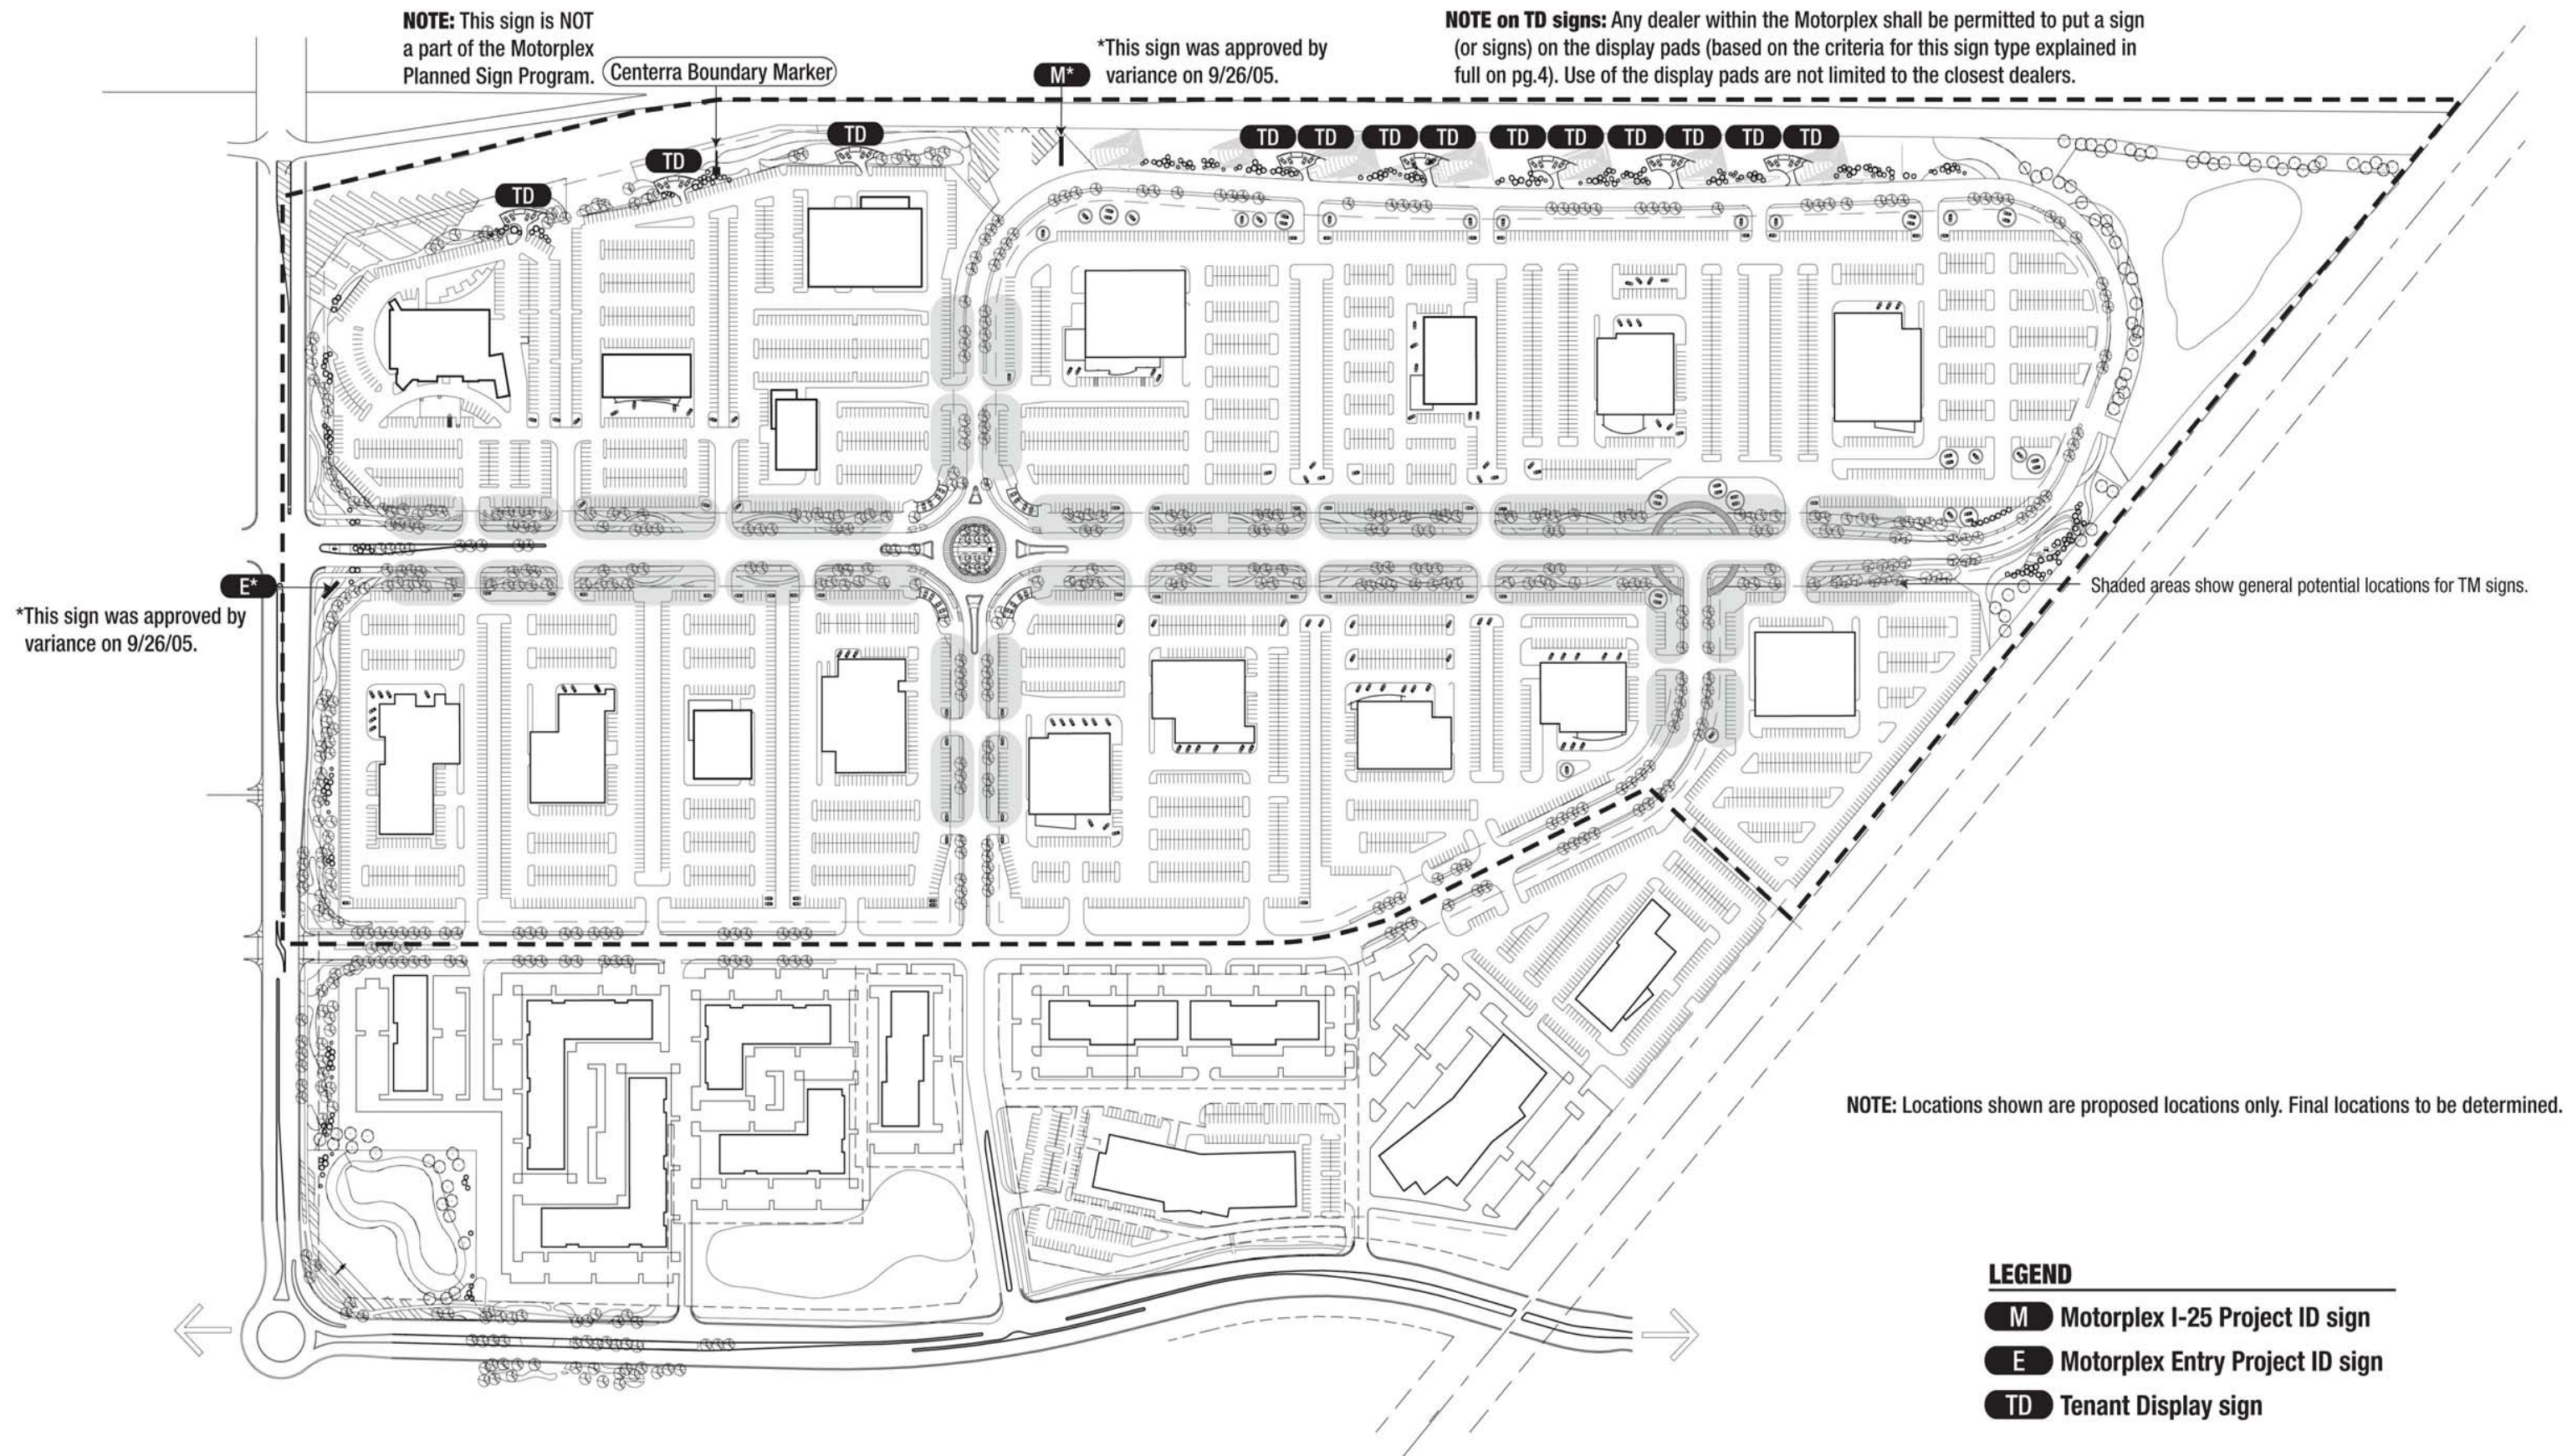 NOTE: This sign is NOT
a part of the Motorplex
Planned Sign Program.
Centerra Boundary Marker
M*
*This sign was approved by
variance on 9/26/05.
NOTE on TD signs: Any dealer within the Motorplex shall be permitted to put a sign
(or signs) on the display pads (based on the criteria for this sign type explained in
full on pg.4). Use of the display pads are not limited to the closest dealers.
TD
TD
TD
TD TD TD TD TD TD TD TD TD TD
E*
*This sign was approved by
variance on 9/26/05.
Shaded areas show general potential locations for TM signs.
NOTE: Locations shown are proposed locations only. Final locations to be determined.
LEGEND
M Motorplex I-25 Project ID sign
E Motorplex Entry Project ID sign
TD Tenant Display sign